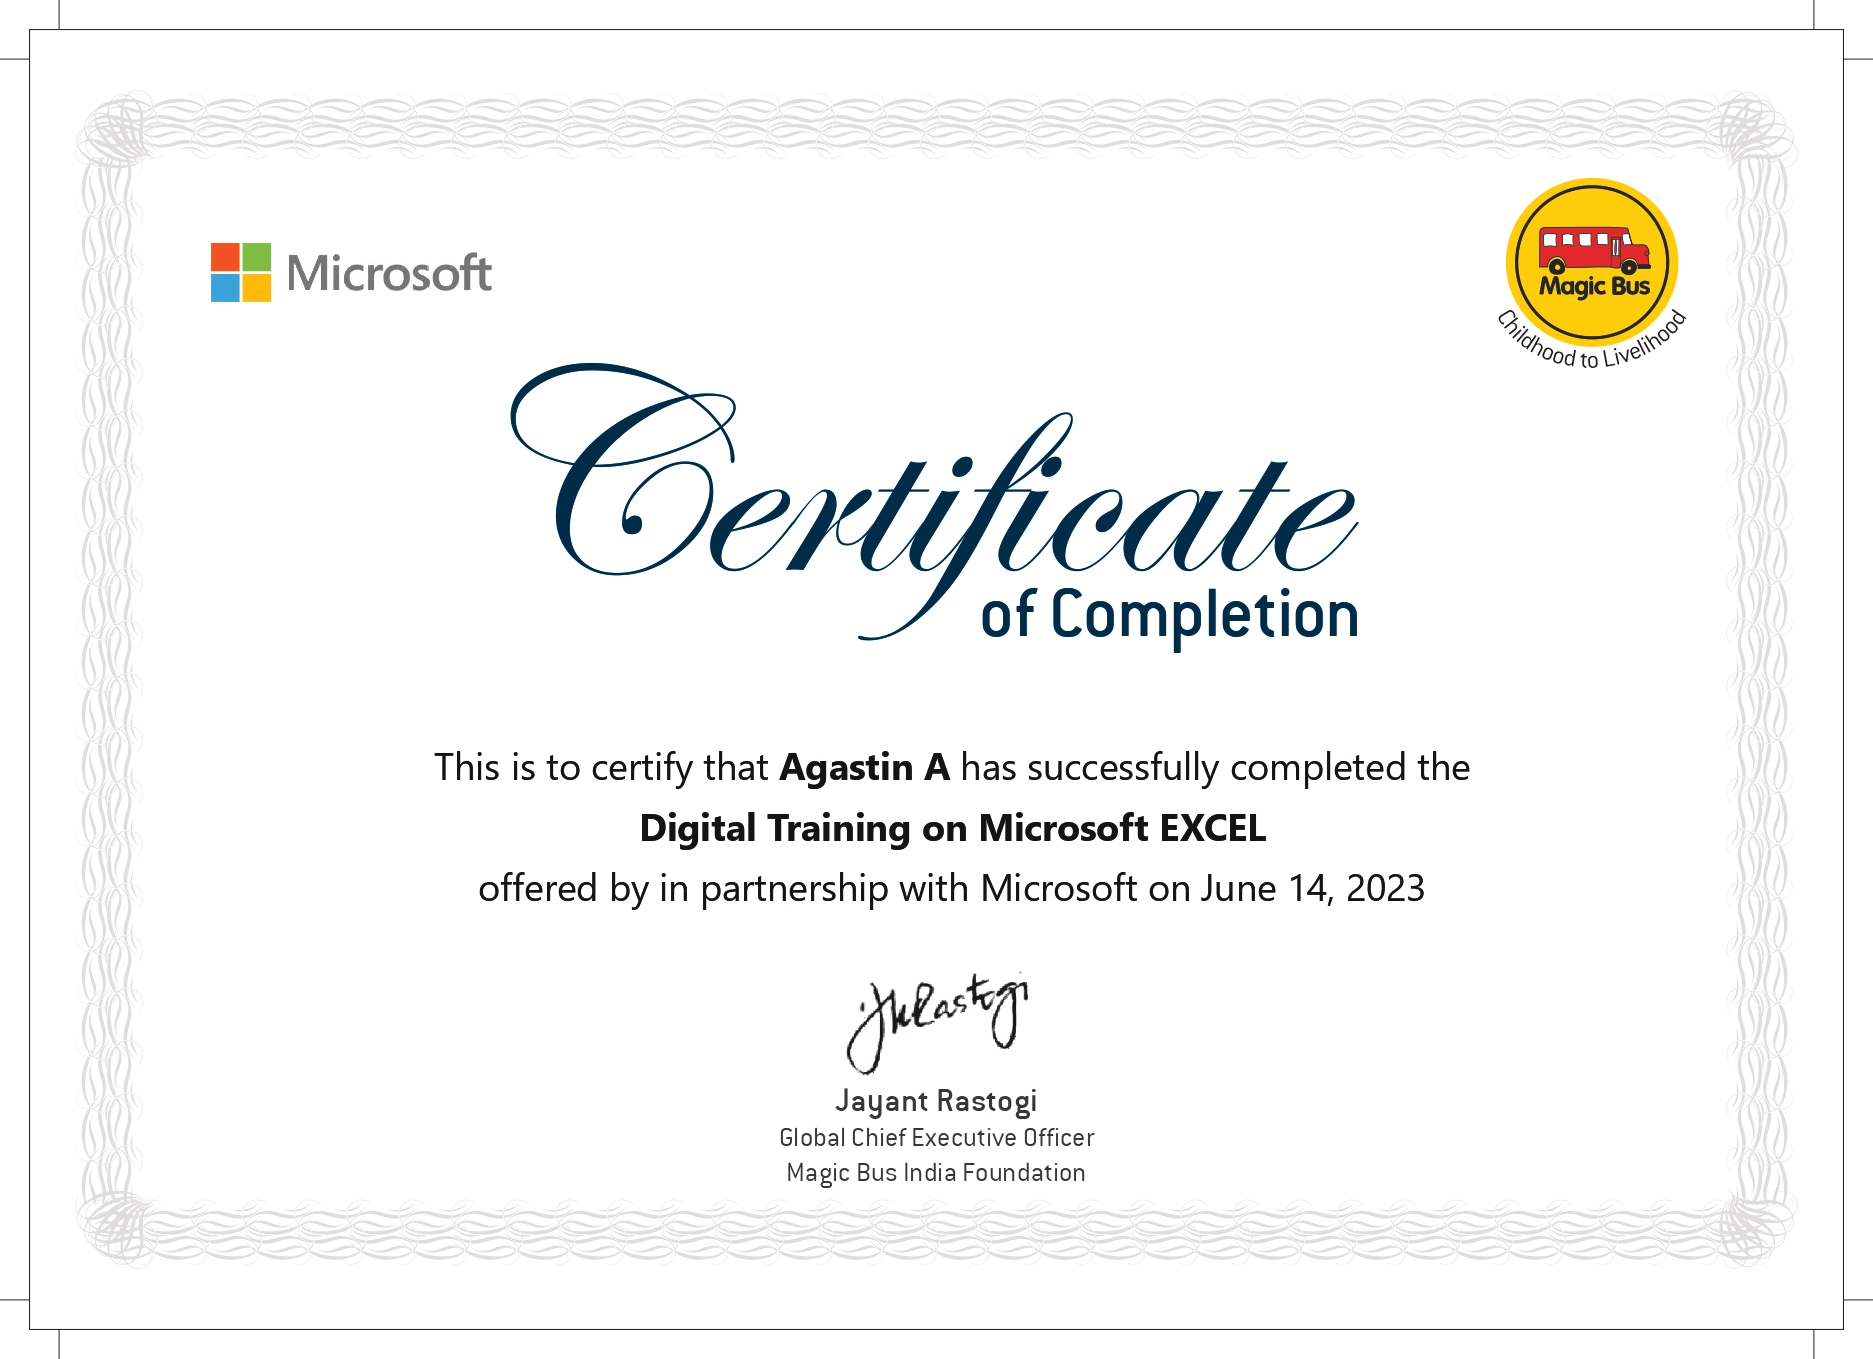 Microsoft
Magic Bus
Childhood to Livelihood
Certificate
of Completion
This is to certify that Agastin A has successfully completed the
Digital Training on Microsoft EXCEL
offered by in partnership with Microsoft on June 14, 2023
JKRastogi
Jayant Rastogi
Global Chief Executive Officer
Magic Bus India Foundation